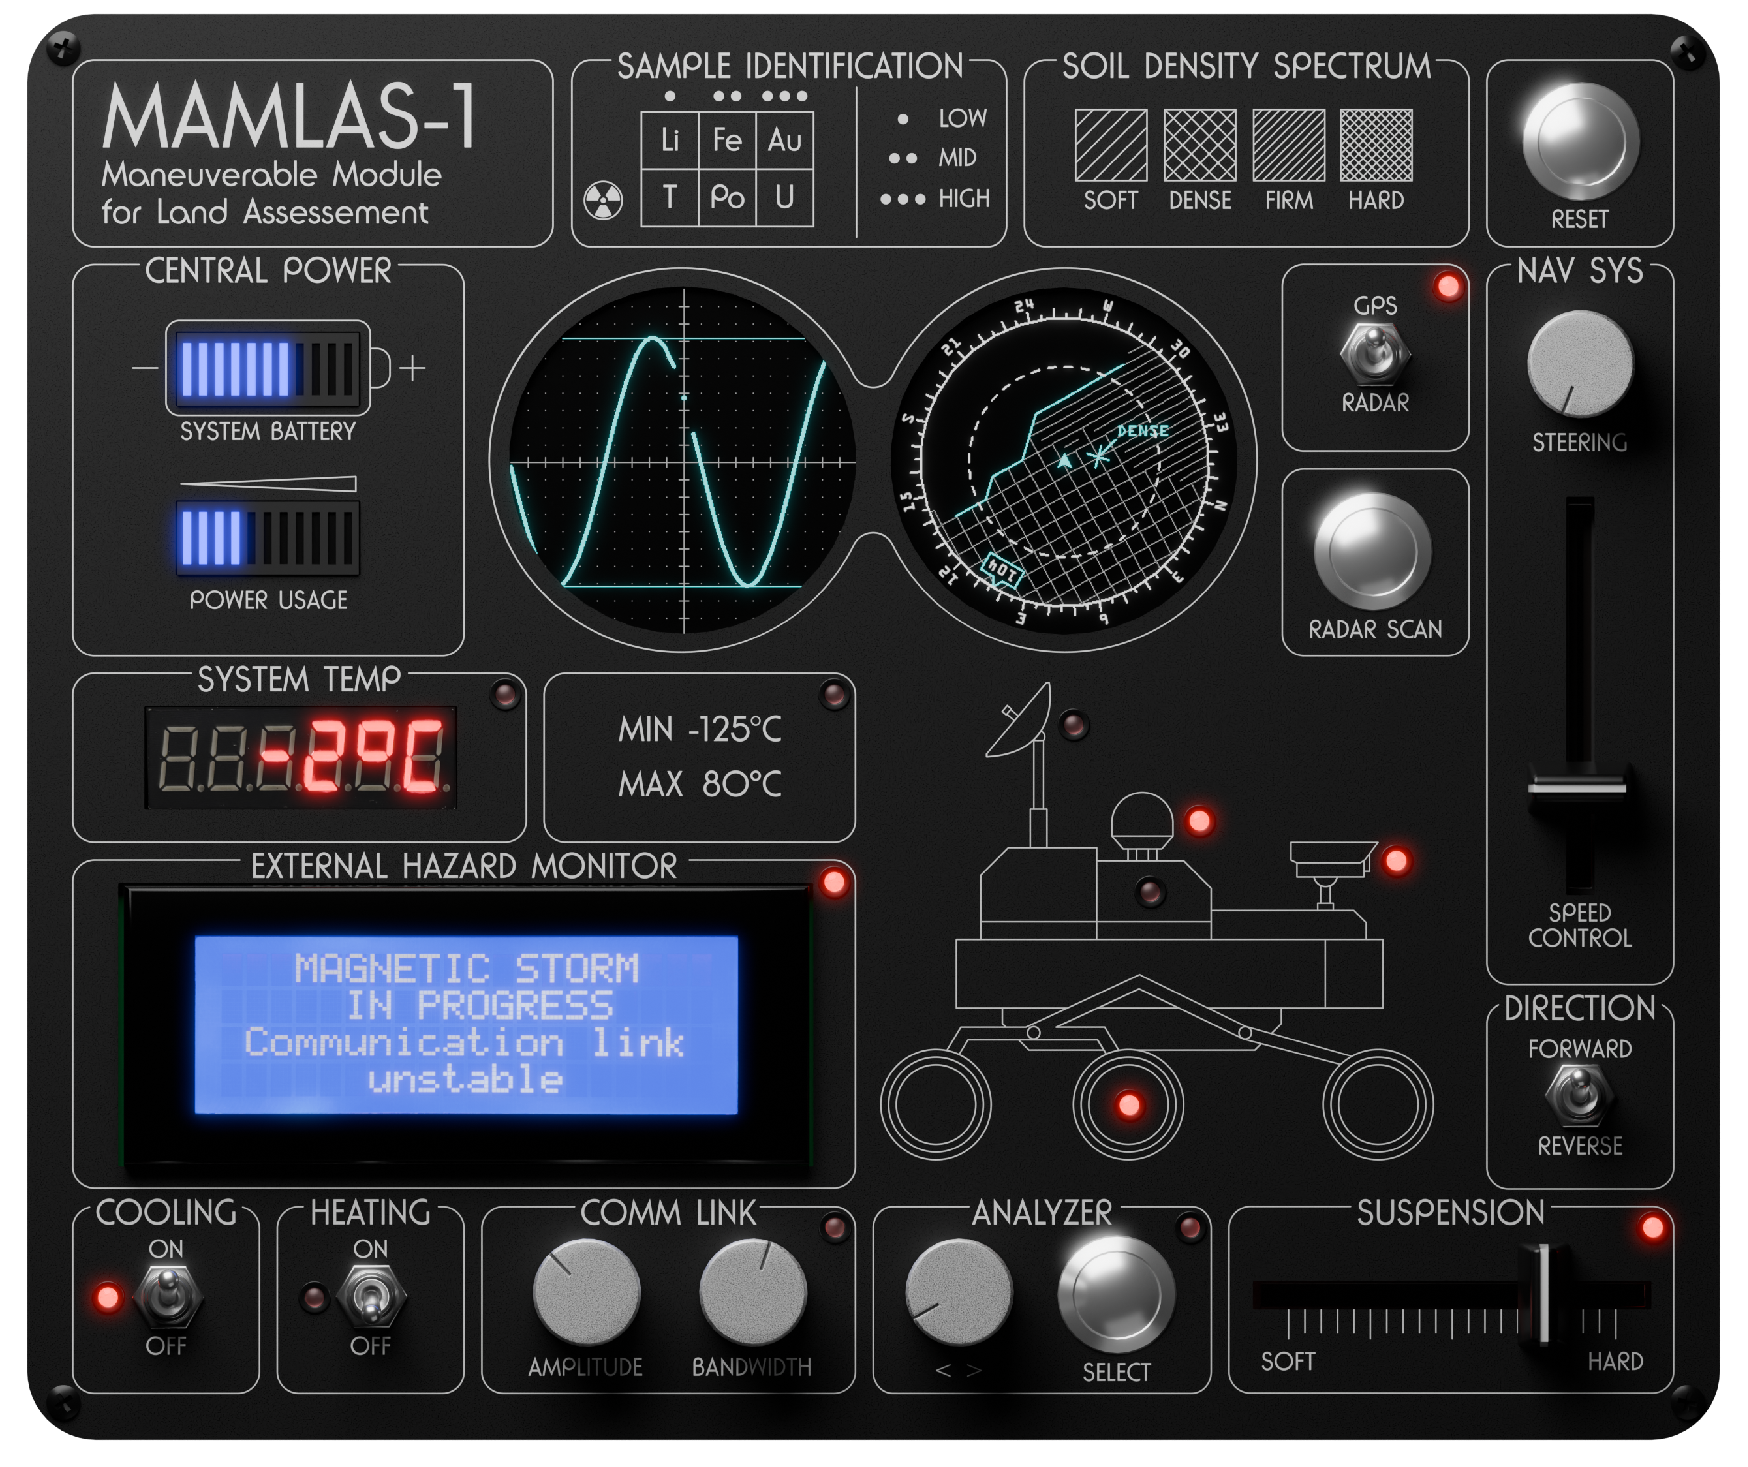 MAMLAS-1
Maneuverable Module
for Land Assessement
SAMPLE IDENTIFICATION
Li Fe Au
T Po U
LOW
MID
HIGH
SOIL DENSITY SPECTRUM
SOFT DENSE FIRM HARD
RESET
CENTRAL POWER
- +
SYSTEM BATTERY
POWER USAGE
24 W 30 33 N 3 6 E 12 15 S 21
DENSE
104
GPS
RADAR
RADAR SCAN
NAV SYS
STEERING
SPEED
CONTROL
SYSTEM TEMP
-2°C
MIN -125°C
MAX 80°C
EXTERNAL HAZARD MONITOR
MAGNETIC STORM
IN PROGRESS
Communication link
unstable
DIRECTION
FORWARD
REVERSE
COOLING
ON
OFF
HEATING
ON
OFF
COMM LINK
AMPLITUDE BANDWIDTH
ANALYZER
< > SELECT
SUSPENSION
SOFT HARD